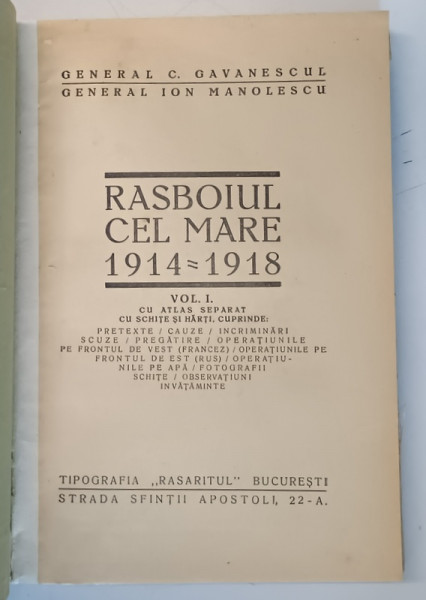 GENERAL C. GAVANESCUL
GENERAL ION MANOLESCU
RASBOIUL
CEL MARE
1914=1918
VOL. I.
CU ATLAS SEPARAT
CU SCHIȚE ȘI HĂRȚI, CUPRINDE:
PRETEXTE / CAUZE / INCRIMINĂRI
SCUZE / PREGĂTIRE / OPERAȚIUNILE
PE FRONTUL DE VEST (FRANCEZ) / OPERAȚIUNILE PE
FRONTUL DE EST (RUS) / OPERAȚIU-
NILE PE APĂ / FOTOGRAFII
SCHIȚE / OBSERVAȚIUNI
INVĂȚĂMINTE
TIPOGRAFIA „RASARITUL" BUCUREȘTI
STRADA SFINȚII APOSTOLI, 22-A.